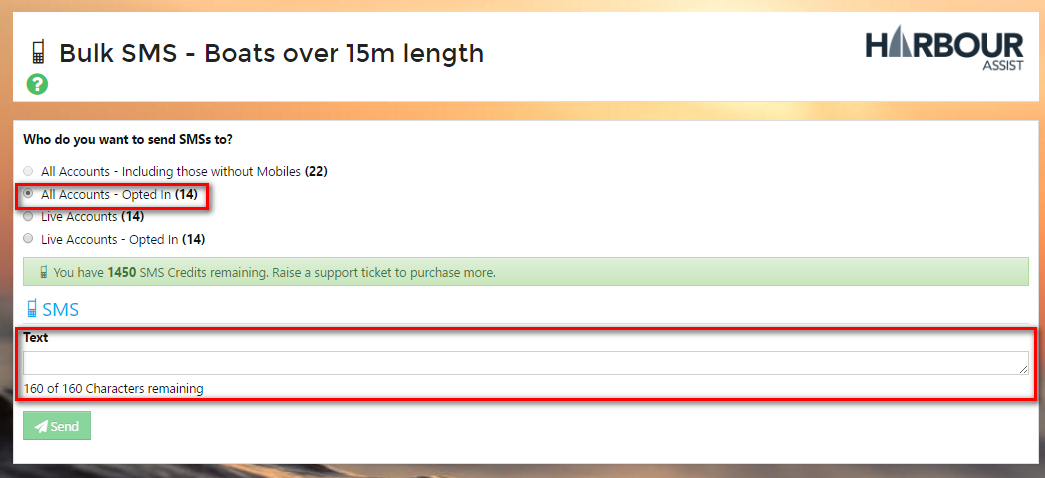 Bulk SMS - Boats over 15m length
HARBOUR
ASSIST
?
Who do you want to send SMSs to?
All Accounts - Including those without Mobiles (22)
All Accounts - Opted In (14)
Live Accounts (14)
Live Accounts - Opted In (14)
You have 1450 SMS Credits remaining. Raise a support ticket to purchase more.
SMS
Text
160 of 160 Characters remaining
Send